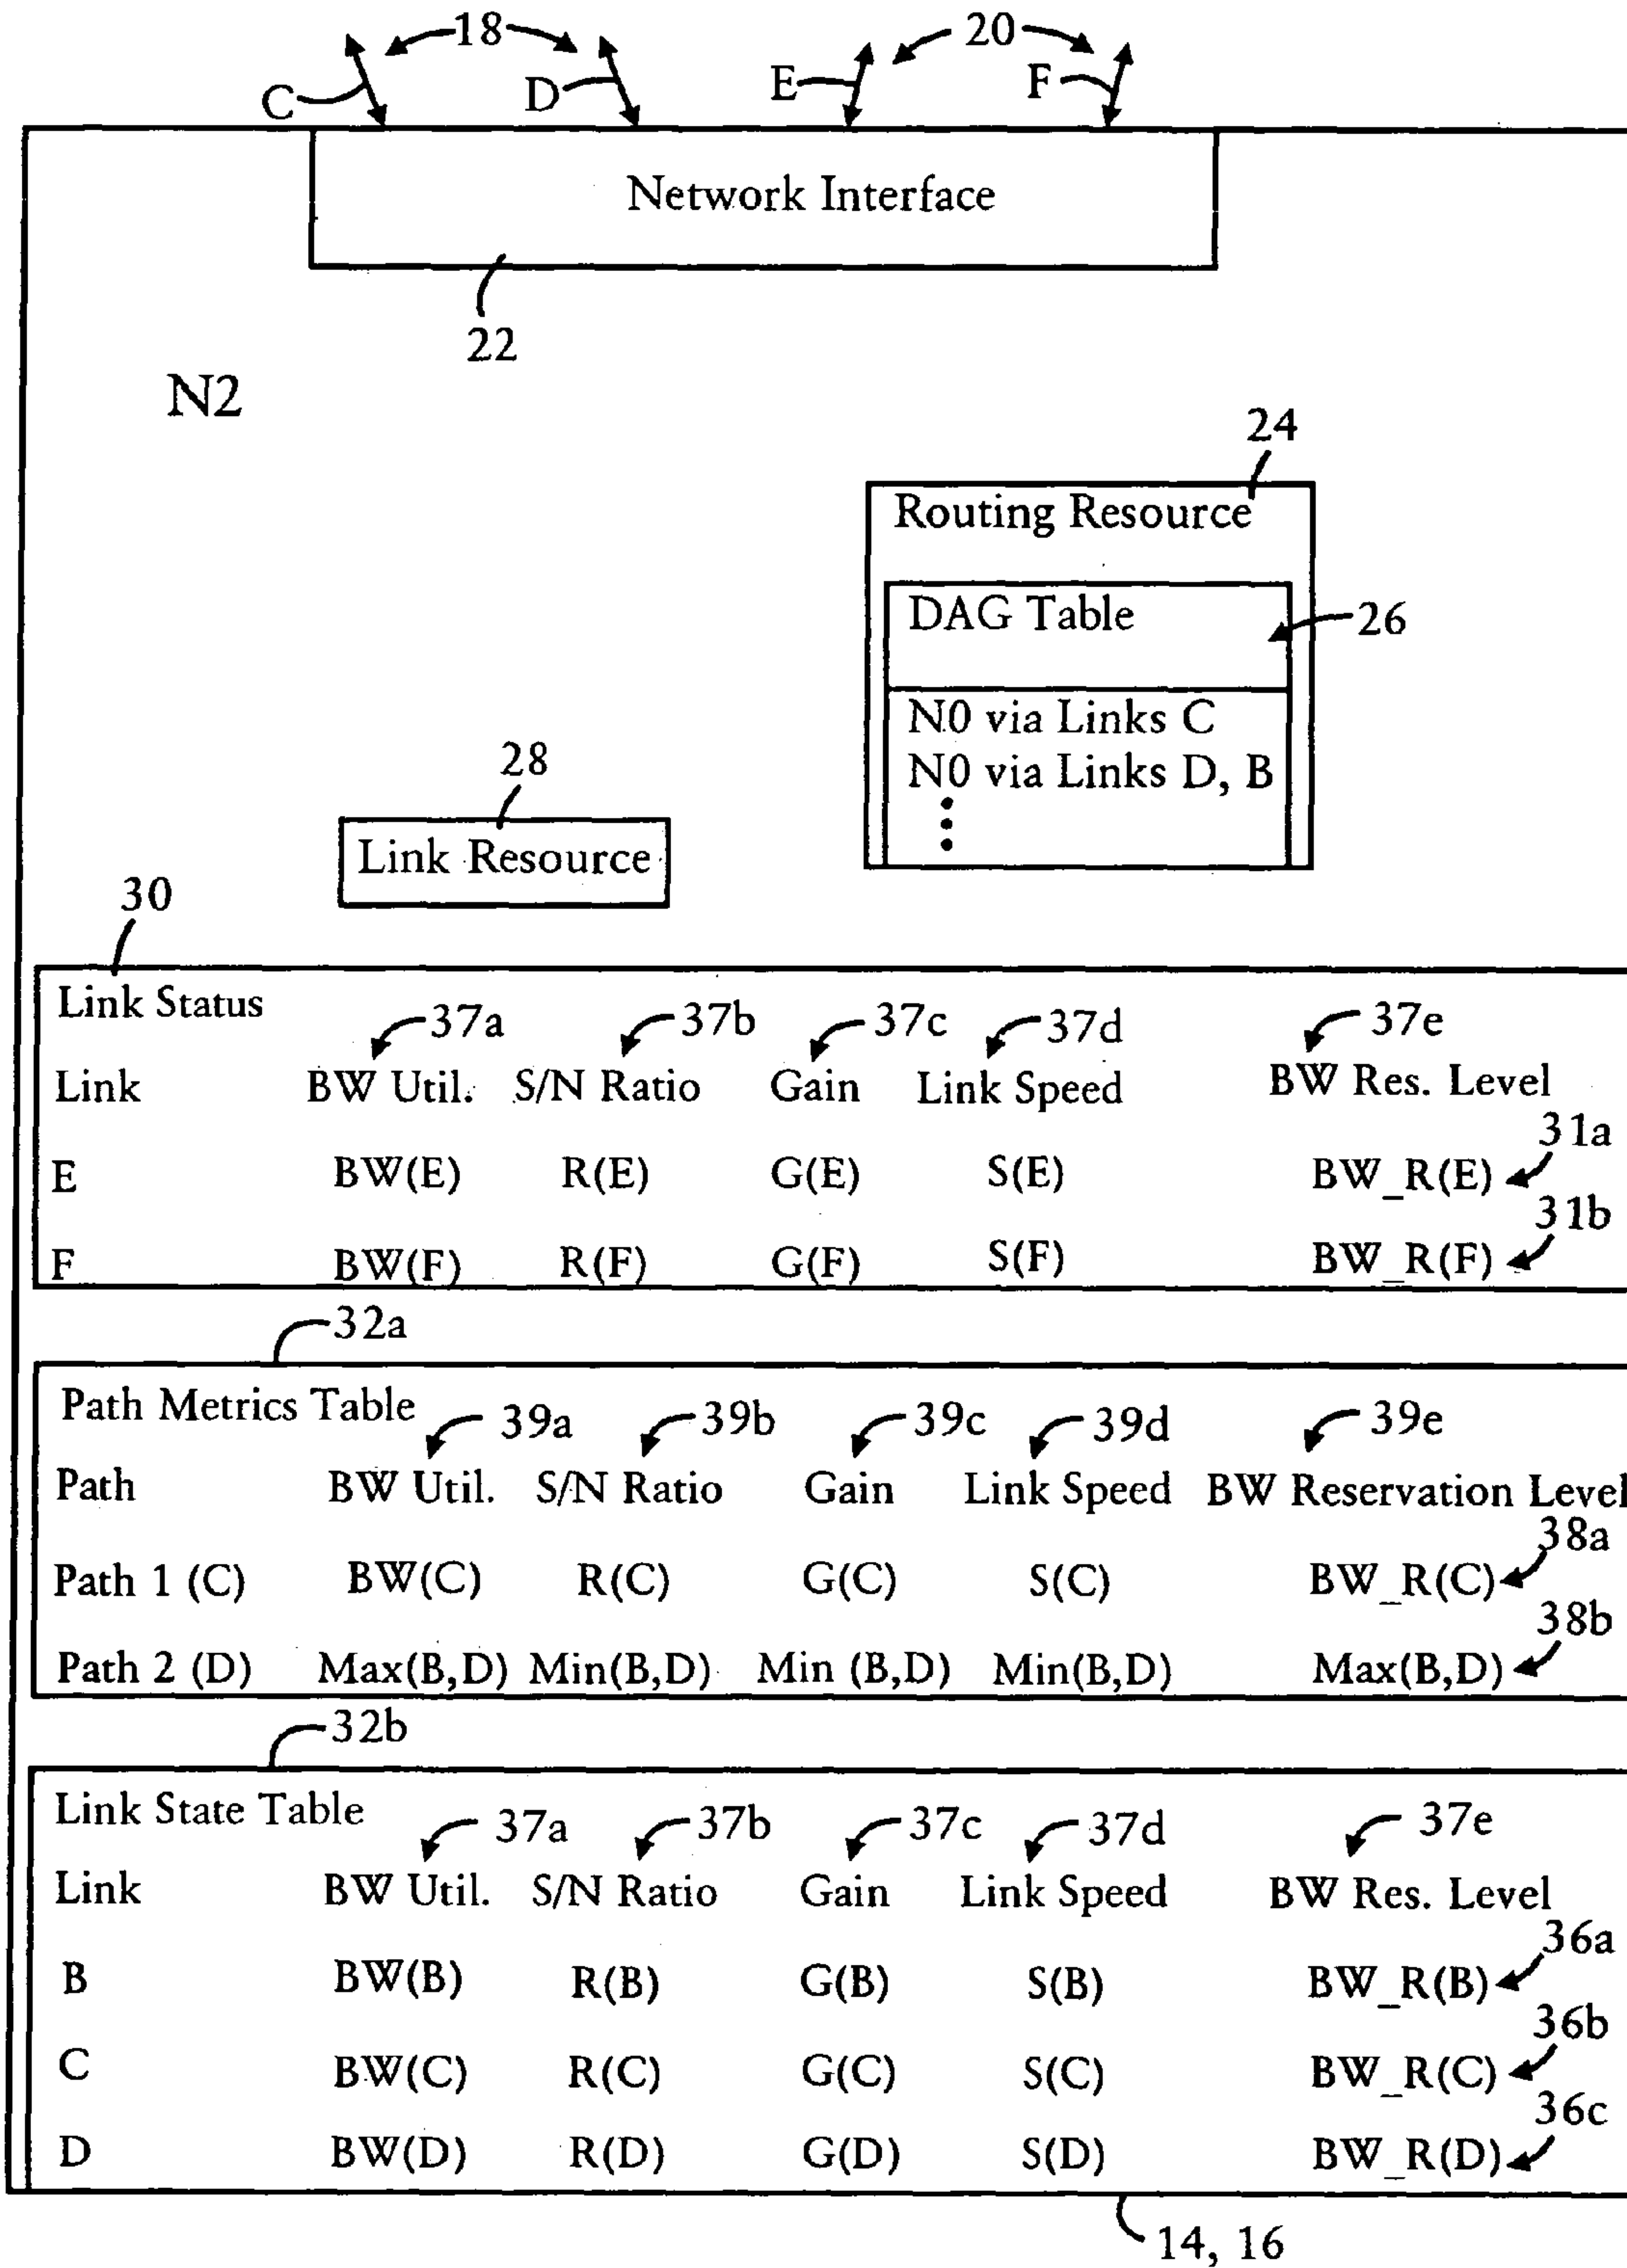 18 20
C D E F
Network Interface
22
N2
24
Routing Resource
DAG Table
26
N0 via Links C
N0 via Links D, B
28
Link Resource
30
Link Status
37a 37b 37c 37d 37e
Link BW Util. S/N Ratio Gain Link Speed BW Res. Level
31a
E BW(E) R(E) G(E) S(E) BW_R(E)
31b
F BW(F) R(F) G(F) S(F) BW_R(F)
32a
Path Metrics Table
39a 39b 39c 39d 39e
Path BW Util. S/N Ratio Gain Link Speed BW Reservation Level
38a
Path 1 (C) BW(C) R(C) G(C) S(C) BW_R(C)
38b
Path 2 (D) Max(B,D) Min(B,D) Min (B,D) Min(B,D) Max(B,D)
32b
Link State Table
37a 37b 37c 37d 37e
Link BW Util. S/N Ratio Gain Link Speed BW Res. Level
36a
B BW(B) R(B) G(B) S(B) BW_R(B)
36b
C BW(C) R(C) G(C) S(C) BW_R(C)
36c
D BW(D) R(D) G(D) S(D) BW_R(D)
14, 16